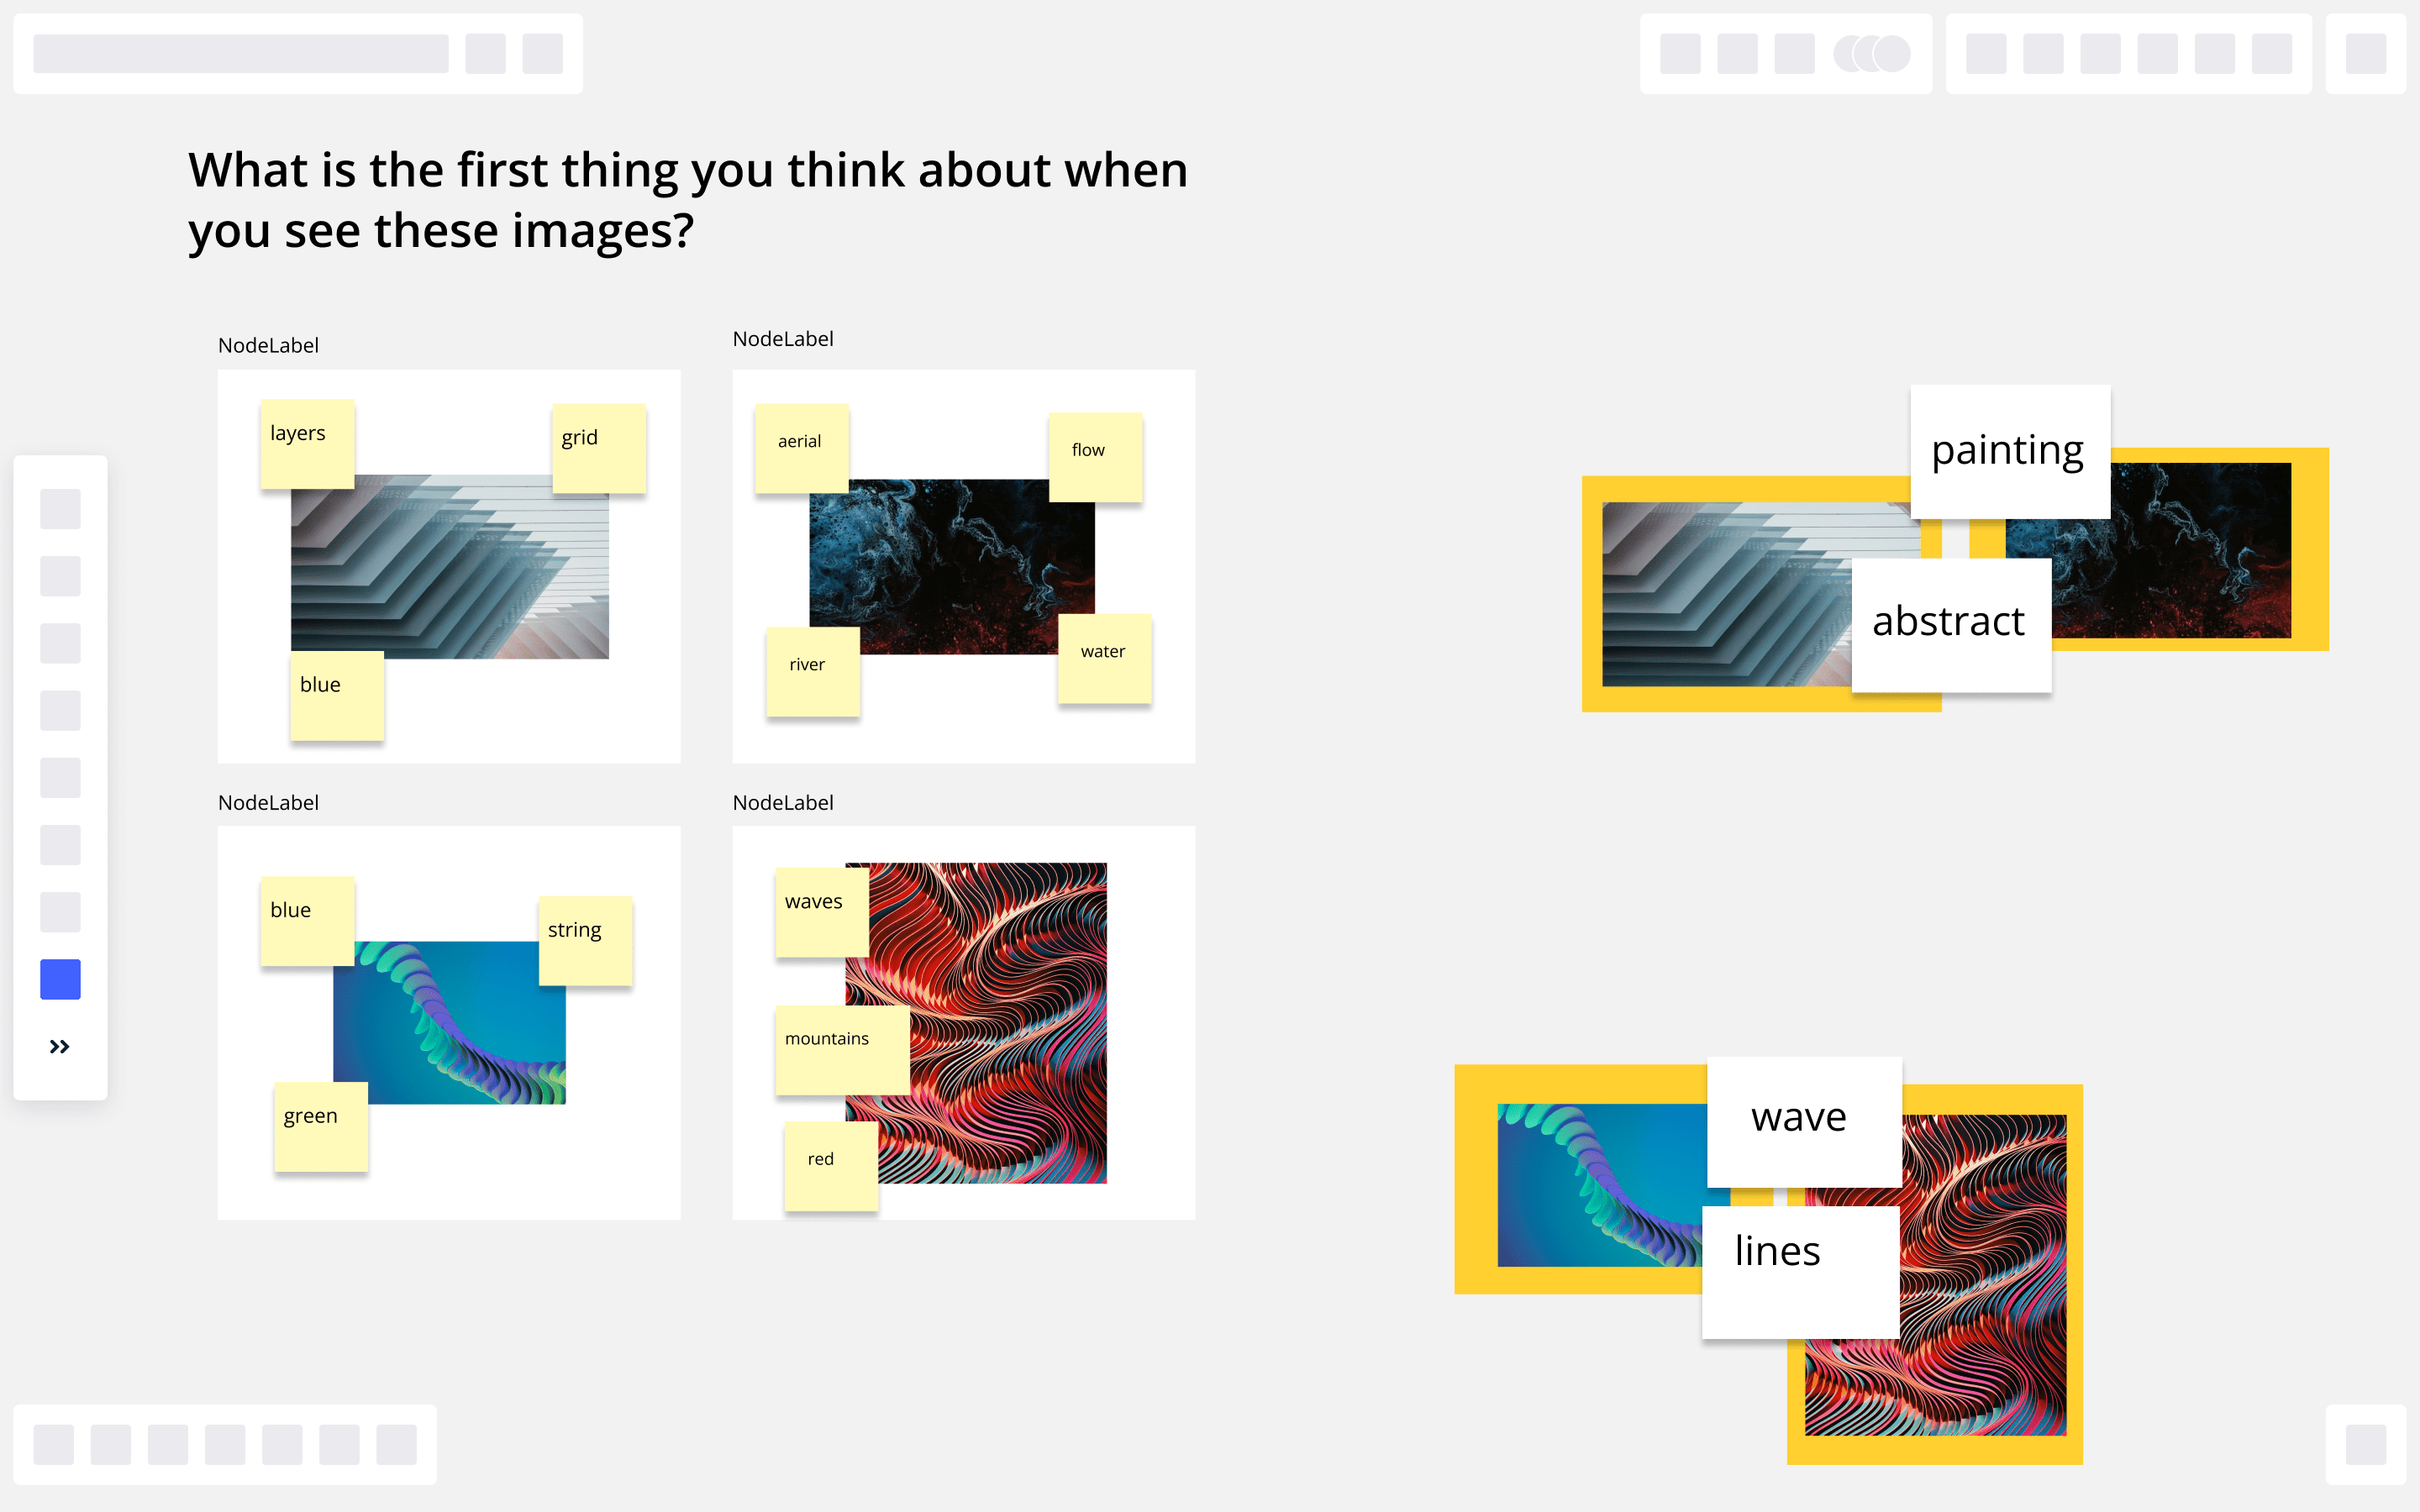 What is the first thing you think about when
you see these images?
NodeLabel
layers
grid
blue
NodeLabel
aerial
flow
river
water
NodeLabel
blue
string
green
NodeLabel
waves
mountains
red
painting
abstract
wave
lines